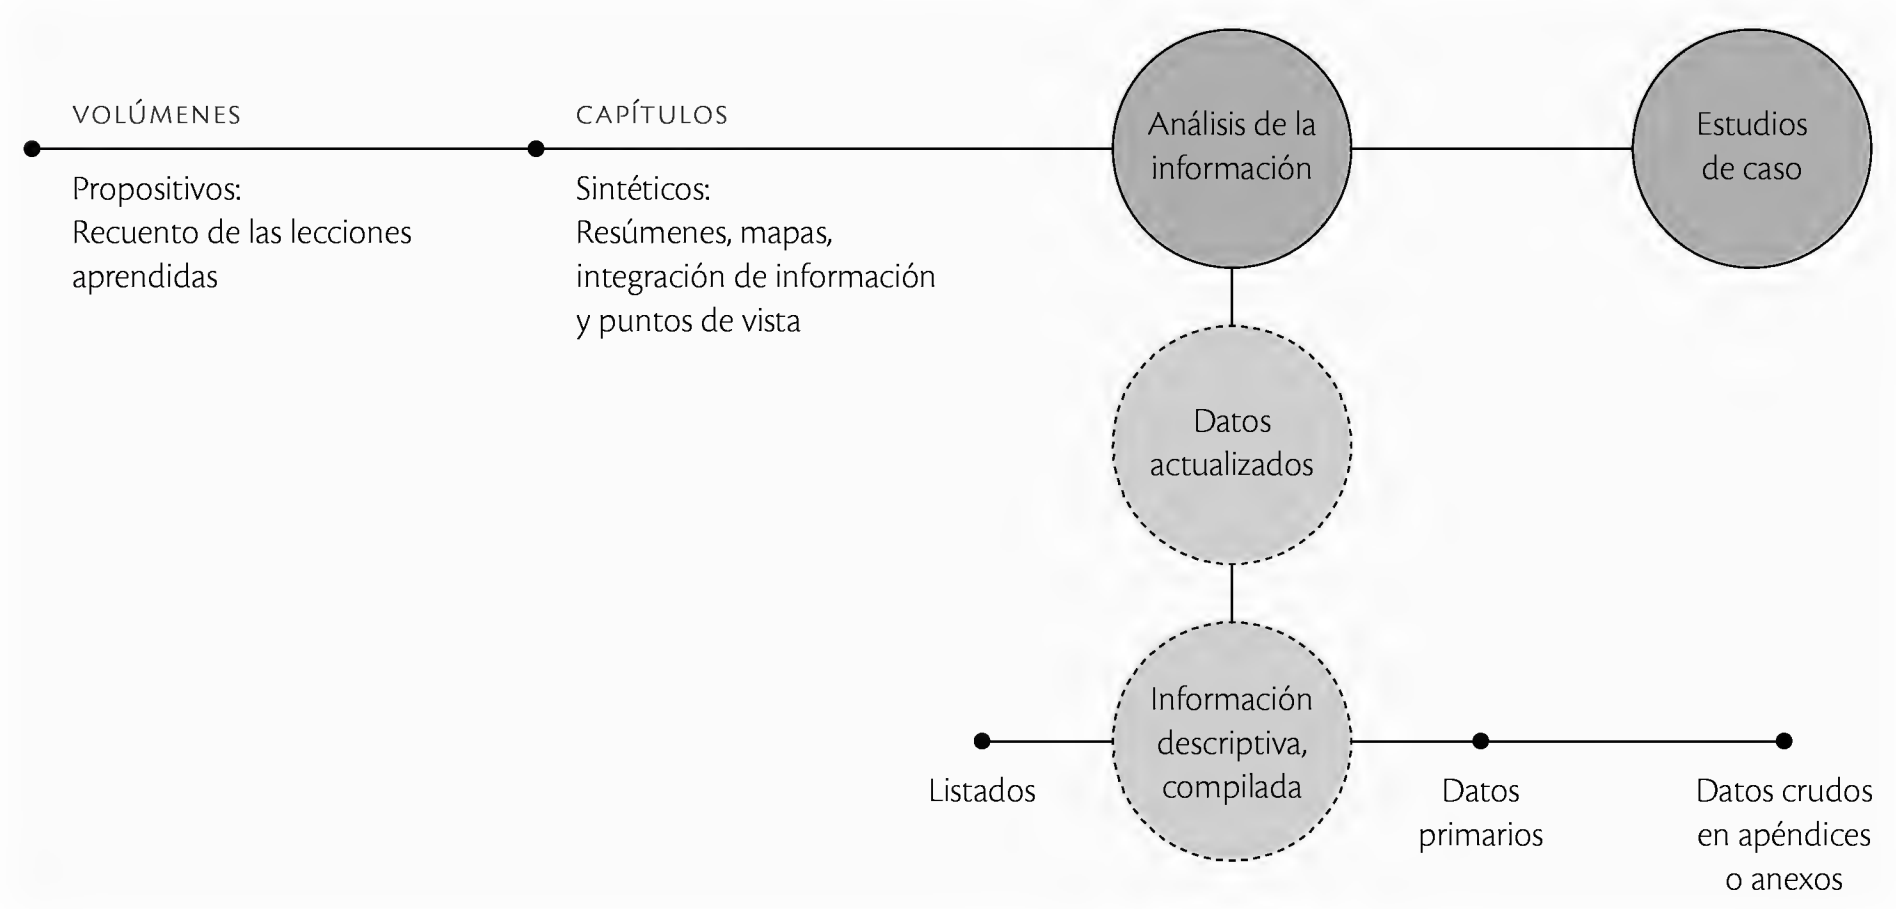 VOLÚMENES
Propositivos:
Recuento de las lecciones
aprendidas
CAPÍTULOS
Sintéticos:
Resúmenes, mapas,
integración de información
y puntos de vista
Análisis de la
información
Estudios
de caso
Datos
actualizados
Información
descriptiva,
compilada
Listados
Datos
primarios
Datos crudos
en apéndices
o anexos